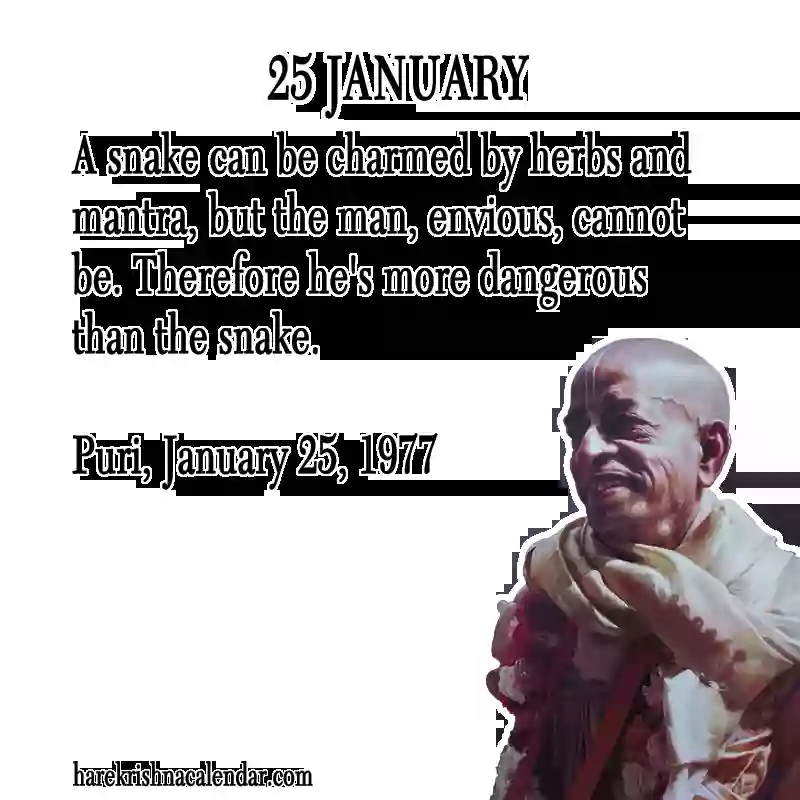 25 JANUARY
A snake can be charmed by herbs and
mantra, but the man, envious, cannot
be. Therefore he's more dangerous
than the snake.
Puri, January 25, 1977
harekrishnacalendar.com